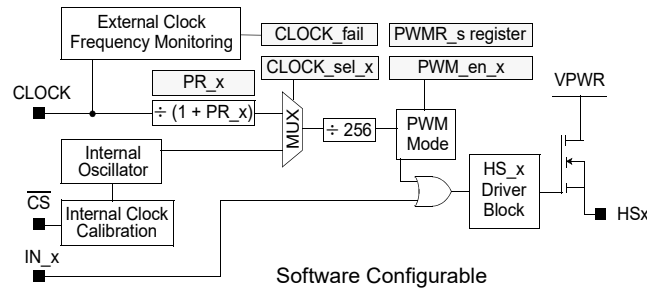 External Clock
Frequency Monitoring
CLOCK_fail
PWMR_s register
PR_x
CLOCK_sel_x
PWM_en_x
CLOCK
÷ (1 + PR_x)
MUX
÷ 256
PWM
Mode
VPWR
Internal
Oscillator
HS_x
Driver
Block
CS
Internal Clock
Calibration
HSx
IN_x
Software Configurable